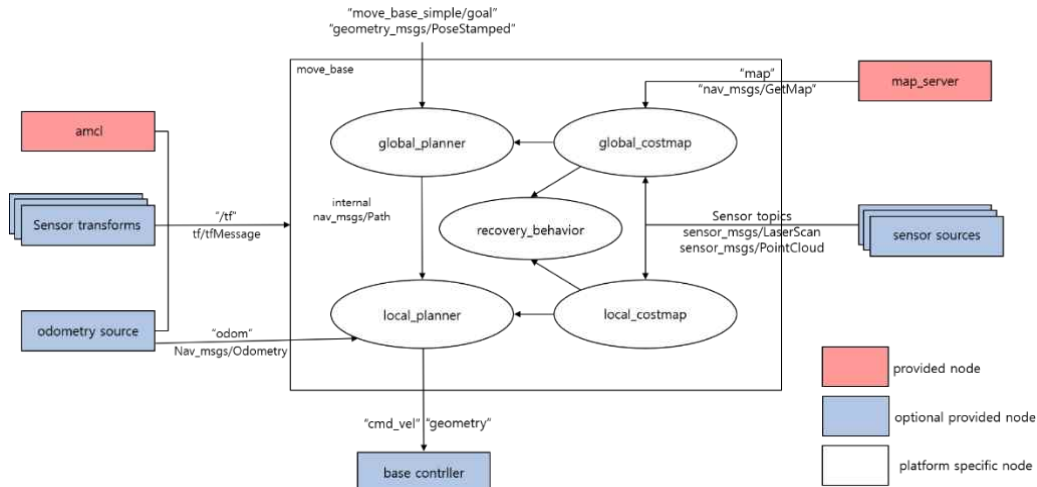 "move_base_simple/goal"
"geometry_msgs/PoseStamped"
move_base
"map"
"nav_msgs/GetMap"
map_server
amcl
global_planner
global_costmap
Sensor transforms
"/tf"
tf/tfMessage
internal
nav_msgs/Path
recovery_behavior
Sensor topics
sensor_msgs/LaserScan
sensor_msgs/PointCloud
sensor sources
odometry source
"odom"
Nav_msgs/Odometry
local_planner
local_costmap
"cmd_vel" "geometry"
base contrller
provided node
optional provided node
platform specific node